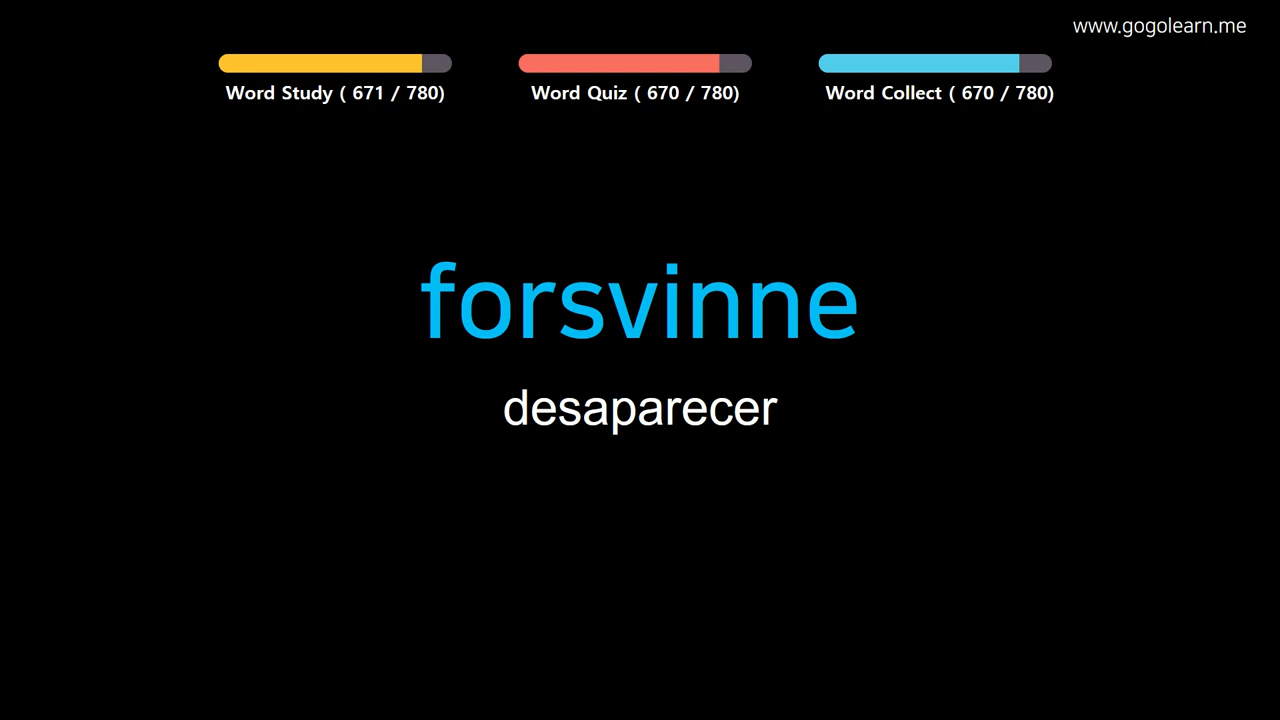 www.gogolearn.me
Word Study ( 671 / 780)
Word Quiz ( 670 / 780)
Word Collect ( 670 / 780)
forsvinne
desaparecer